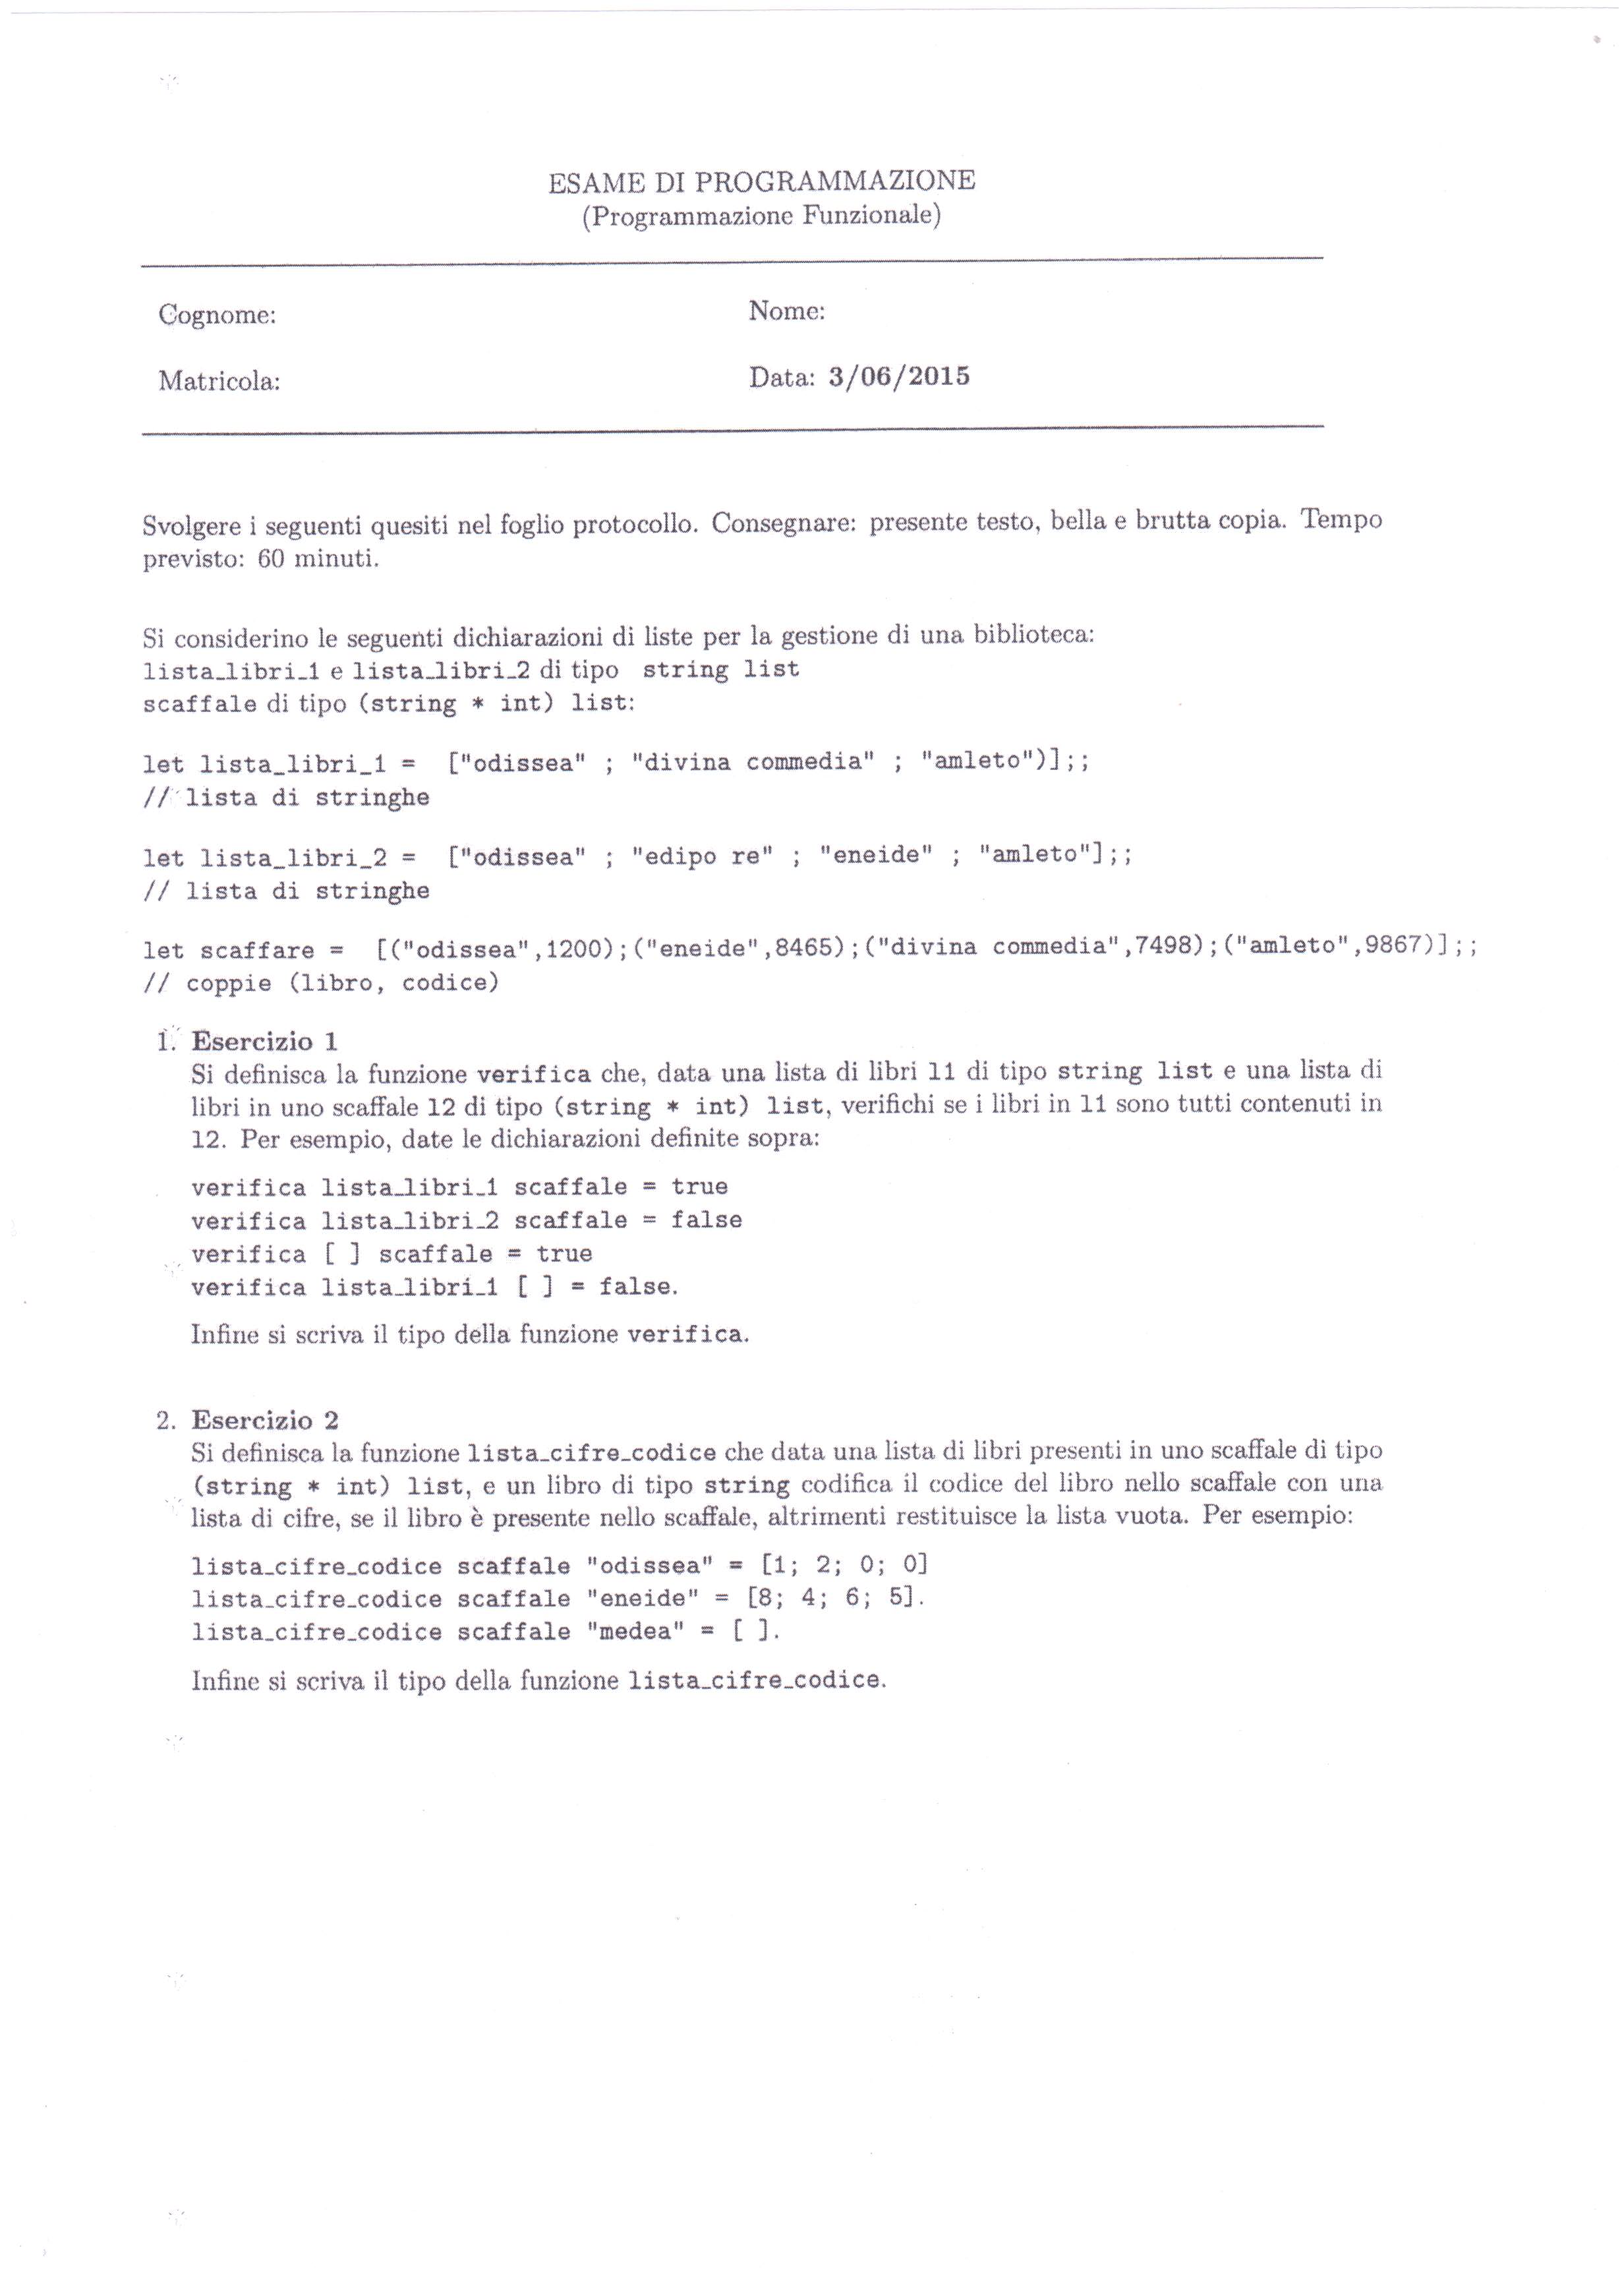 ESAME DI PROGRAMMAZIONE
(Programmazione Funzionale)
Cognome:
Nome:
Matricola:
Data: 3/06/2015
Svolgere i seguenti quesiti nel foglio protocollo. Consegnare: presente testo, bella e brutta copia. Tempo
previsto: 60 minuti.
Si considerino le seguenti dichiarazioni di liste per la gestione di una biblioteca:
lista_libri_1 e lista_libri_2 di tipo string list
scaffale di tipo (string * int) list:
let lista_libri_1 = ["odissea" ; "divina commedia" ; "amleto")];;
// lista di stringhe
let lista_libri_2 = ["odissea" ; "edipo re" ; "eneide" ; "amleto"];;
// lista di stringhe
let scaffare = [("odissea",1200);("eneide",8465);("divina commedia",7498);("amleto",9867)];;
// coppie (libro, codice)
1. Esercizio 1
Si definisca la funzione verifica che, data una lista di libri l1 di tipo string list e una lista di
libri in uno scaffale l2 di tipo (string * int) list, verifichi se i libri in l1 sono tutti contenuti in
l2. Per esempio, date le dichiarazioni definite sopra:
verifica lista_libri_1 scaffale = true
verifica lista_libri_2 scaffale = false
verifica [ ] scaffale = true
verifica lista_libri_1 [ ] = false.
Infine si scriva il tipo della funzione verifica.
2. Esercizio 2
Si definisca la funzione lista_cifre_codice che data una lista di libri presenti in uno scaffale di tipo
(string * int) list, e un libro di tipo string codifica il codice del libro nello scaffale con una
lista di cifre, se il libro è presente nello scaffale, altrimenti restituisce la lista vuota. Per esempio:
lista_cifre_codice scaffale "odissea" = [1; 2; 0; 0]
lista_cifre_codice scaffale "eneide" = [8; 4; 6; 5].
lista_cifre_codice scaffale "medea" = [ ].
Infine si scriva il tipo della funzione lista_cifre_codice.